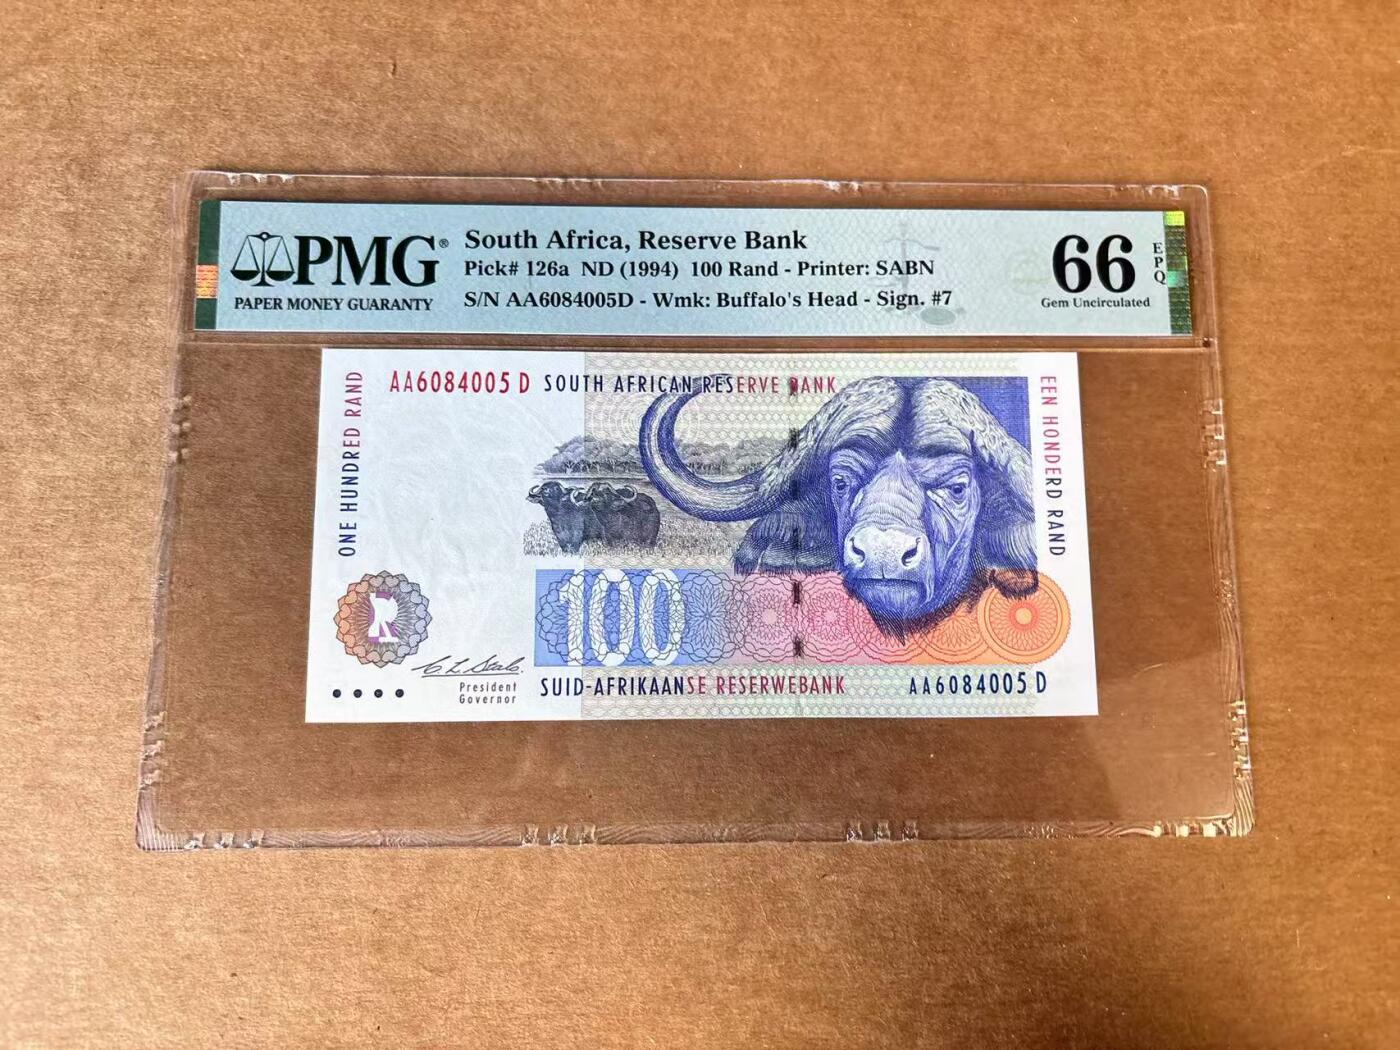 PMG®
PAPER MONEY GUARANTY
South Africa, Reserve Bank
Pick# 126a ND (1994) 100 Rand - Printer: SABN
S/N AA6084005D - Wmk: Buffalo's Head - Sign. #7
66
EPQ
Gem Uncirculated
ONE HUNDRED RAND
AA6084005 D
SOUTH AFRICAN RESERVE BANK
EEN HONDERD RAND
100
R
C L Stals.
President
Governor
SUID-AFRIKAANSE RESERWEBANK
AA6084005 D